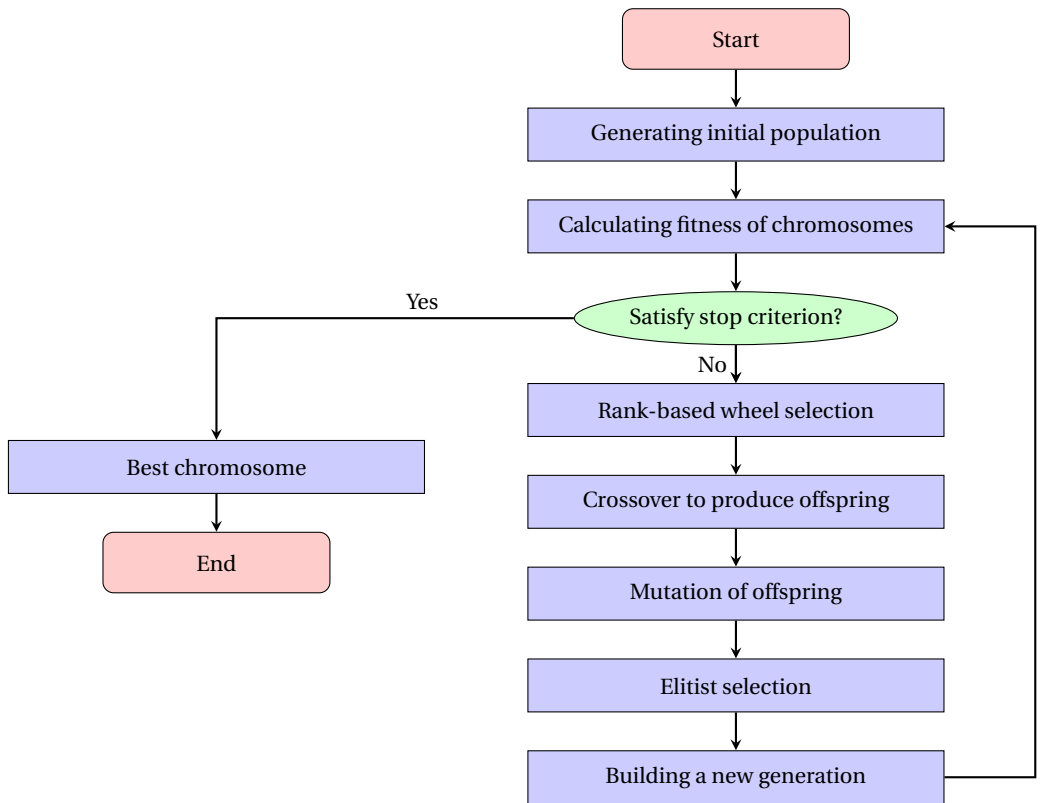 Start
Generating initial population
Calculating fitness of chromosomes
Satisfy stop criterion?
Yes
No
Rank-based wheel selection
Best chromosome
Crossover to produce offspring
End
Mutation of offspring
Elitist selection
Building a new generation